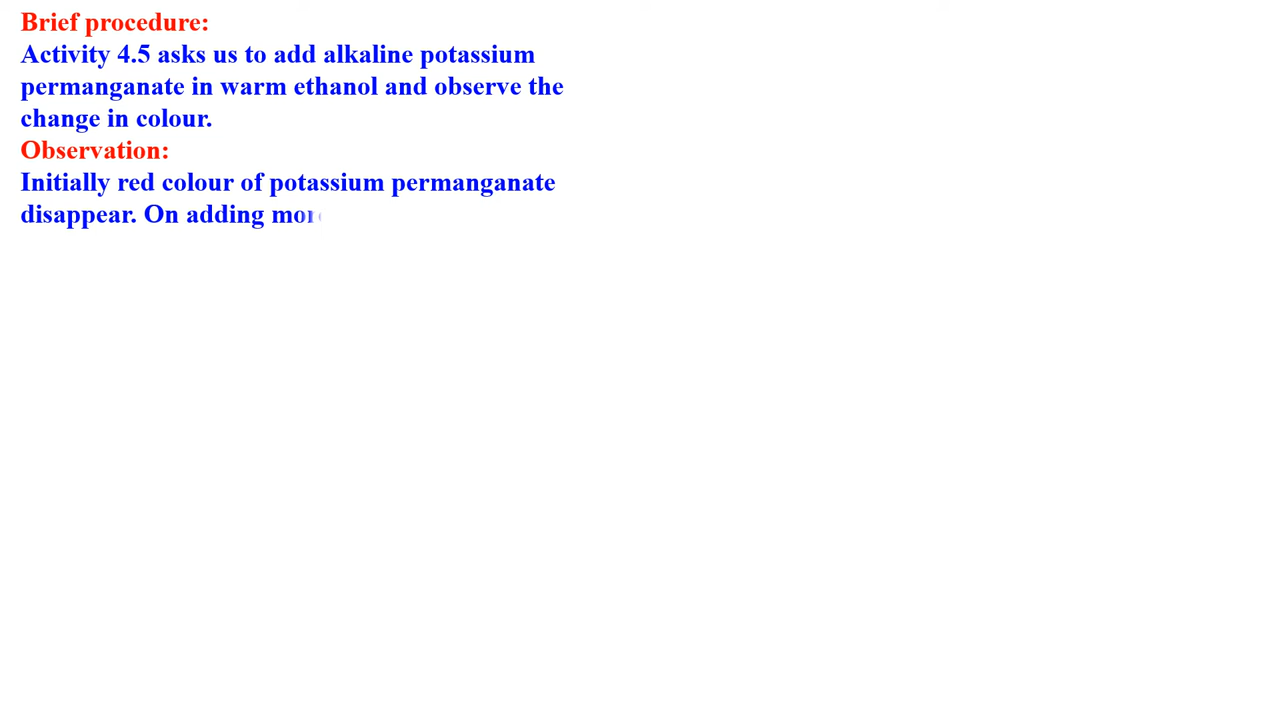 Brief procedure:
Activity 4.5 asks us to add alkaline potassium
permanganate in warm ethanol and observe the
change in colour.
Observation:
Initially red colour of potassium permanganate
disappear. On adding more